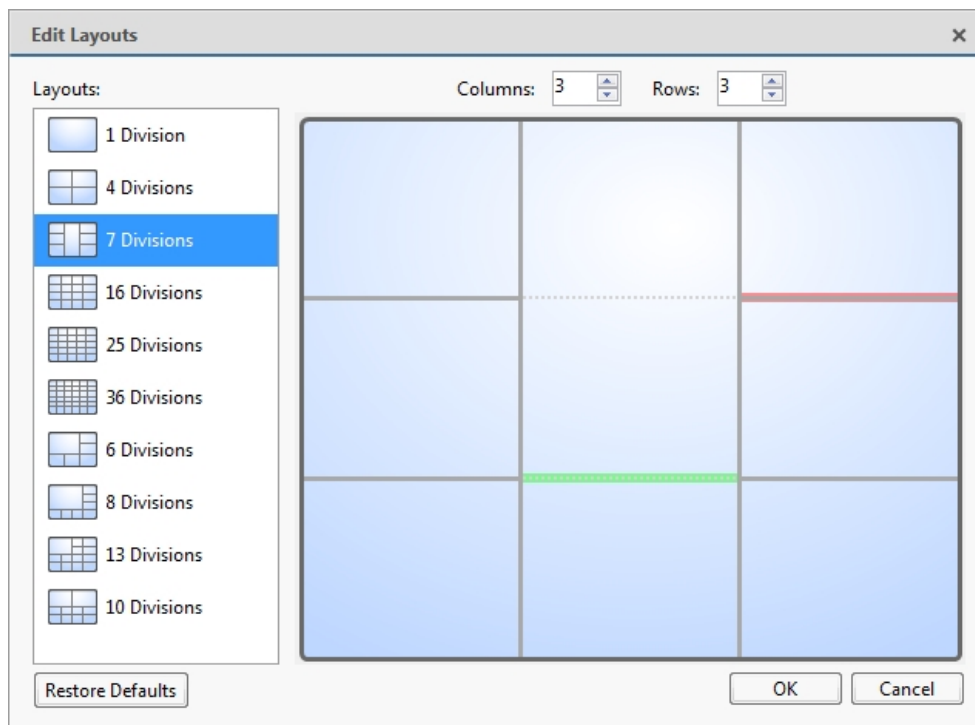 Edit Layouts
Layouts:
Columns: 3 Rows: 3
1 Division
4 Divisions
7 Divisions
16 Divisions
25 Divisions
36 Divisions
6 Divisions
8 Divisions
13 Divisions
10 Divisions
Restore Defaults
OK Cancel